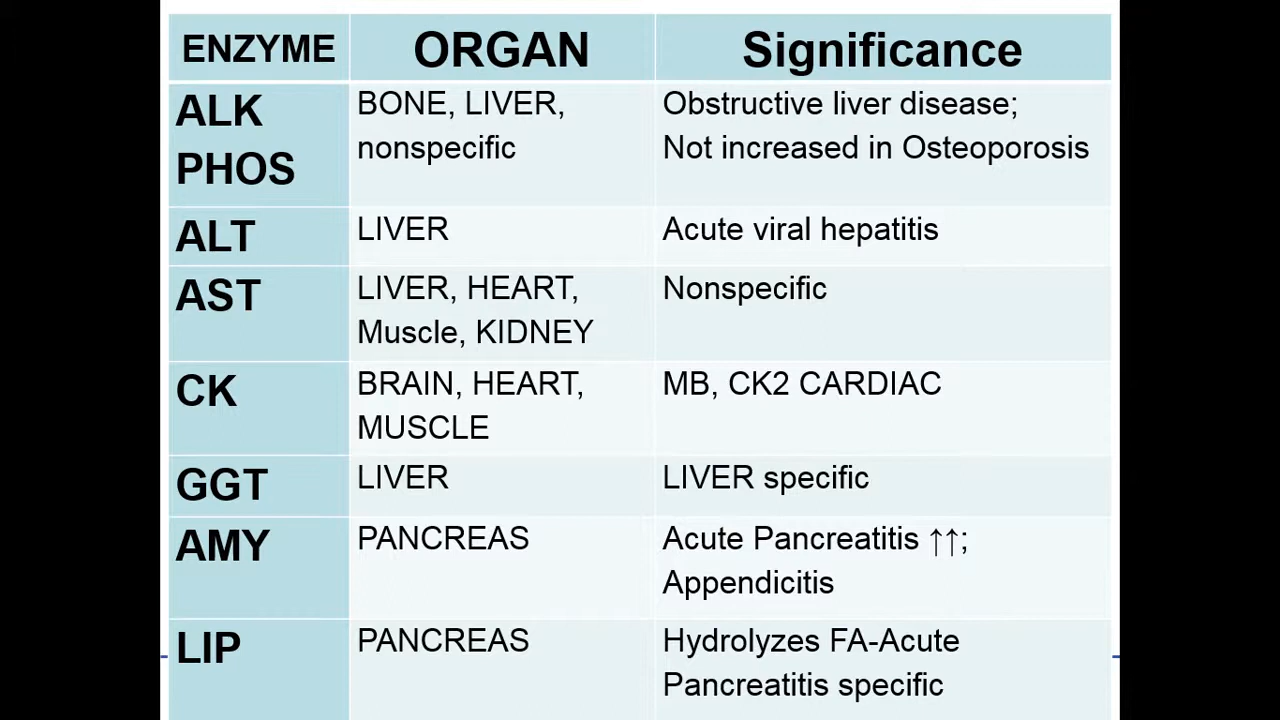 ENZYME ORGAN Significance
ALK BONE, LIVER, Obstructive liver disease;
PHOS nonspecific Not increased in Osteoporosis
ALT LIVER Acute viral hepatitis
AST LIVER, HEART, Nonspecific
Muscle, KIDNEY
CK BRAIN, HEART, MB, CK2 CARDIAC
MUSCLE
GGT LIVER LIVER specific
AMY PANCREAS Acute Pancreatitis ↑↑;
Appendicitis
LIP PANCREAS Hydrolyzes FA-Acute
Pancreatitis specific